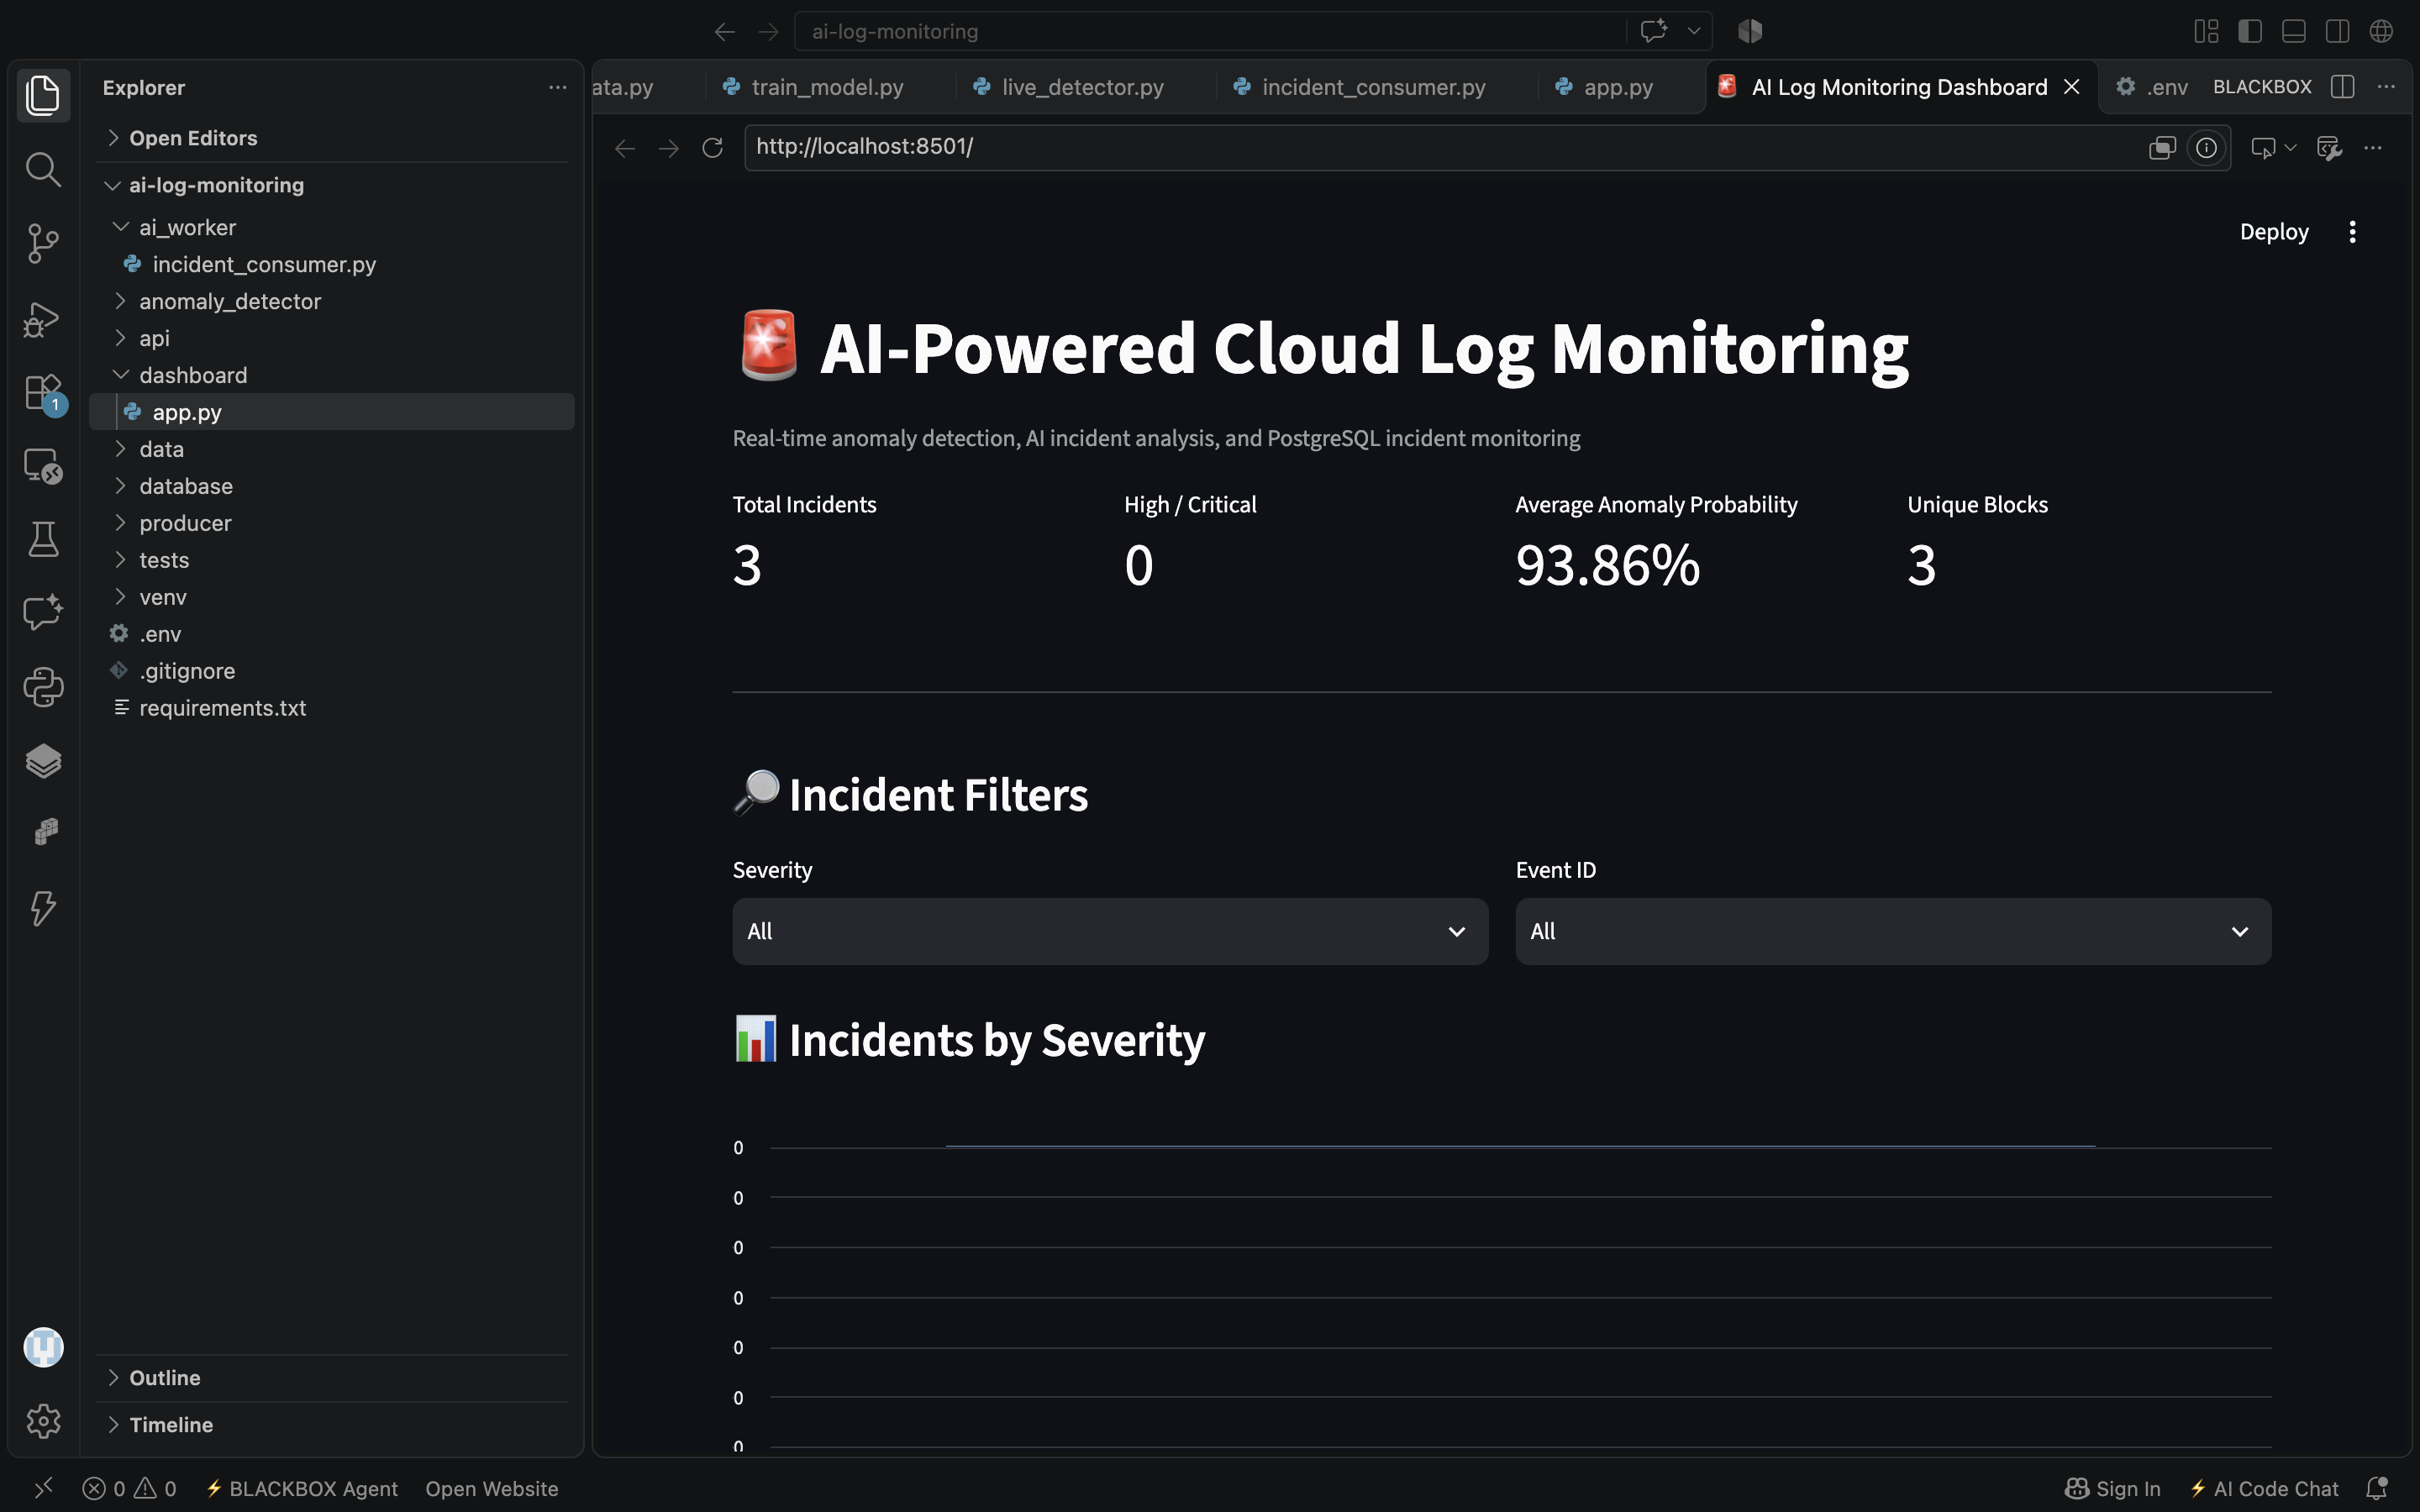 ai-log-monitoring
Explorer
Open Editors
ai-log-monitoring
ai_worker
incident_consumer.py
anomaly_detector
api
dashboard
app.py
data
database
producer
tests
venv
.env
.gitignore
requirements.txt
Outline
Timeline
1
ata.py
train_model.py
live_detector.py
incident_consumer.py
app.py
AI Log Monitoring Dashboard
.env
BLACKBOX
http://localhost:8501/
Deploy
AI-Powered Cloud Log Monitoring
Real-time anomaly detection, AI incident analysis, and PostgreSQL incident monitoring
Total Incidents
3
High / Critical
0
Average Anomaly Probability
93.86%
Unique Blocks
3
Incident Filters
Severity
All
Event ID
All
Incidents by Severity
0
0
0
0
0
0
0
0 0
BLACKBOX Agent
Open Website
Sign In
AI Code Chat